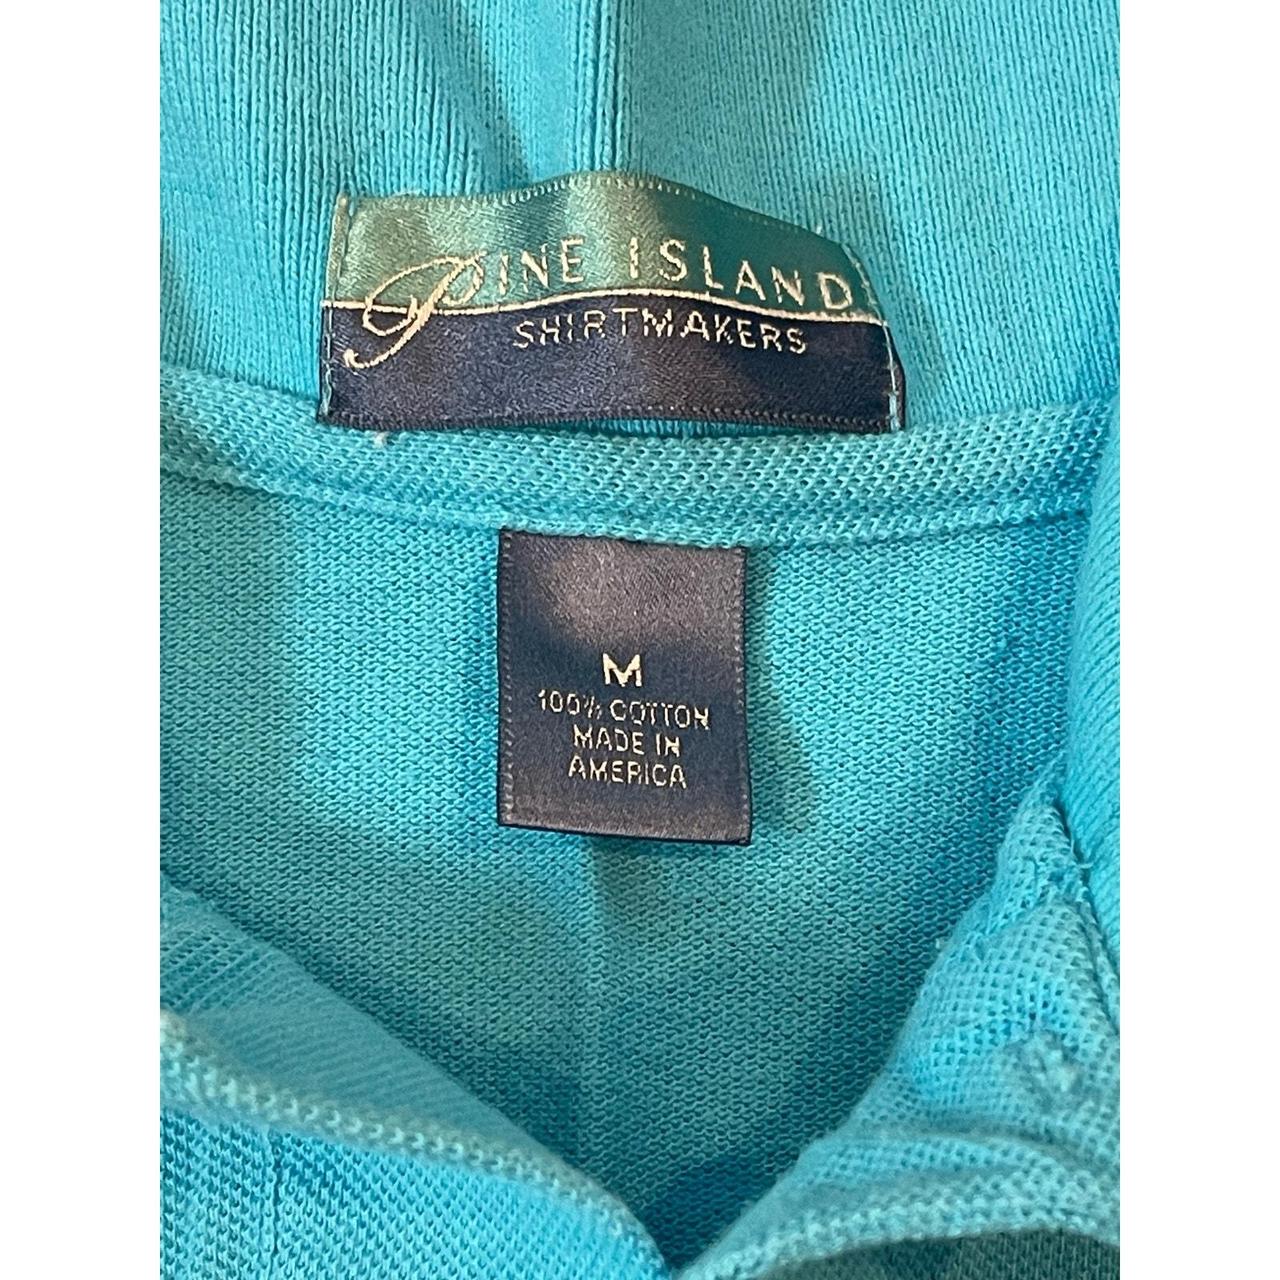 PINE ISLAND
SHIRTMAKERS
M
100% COTTON
MADE IN
AMERICA